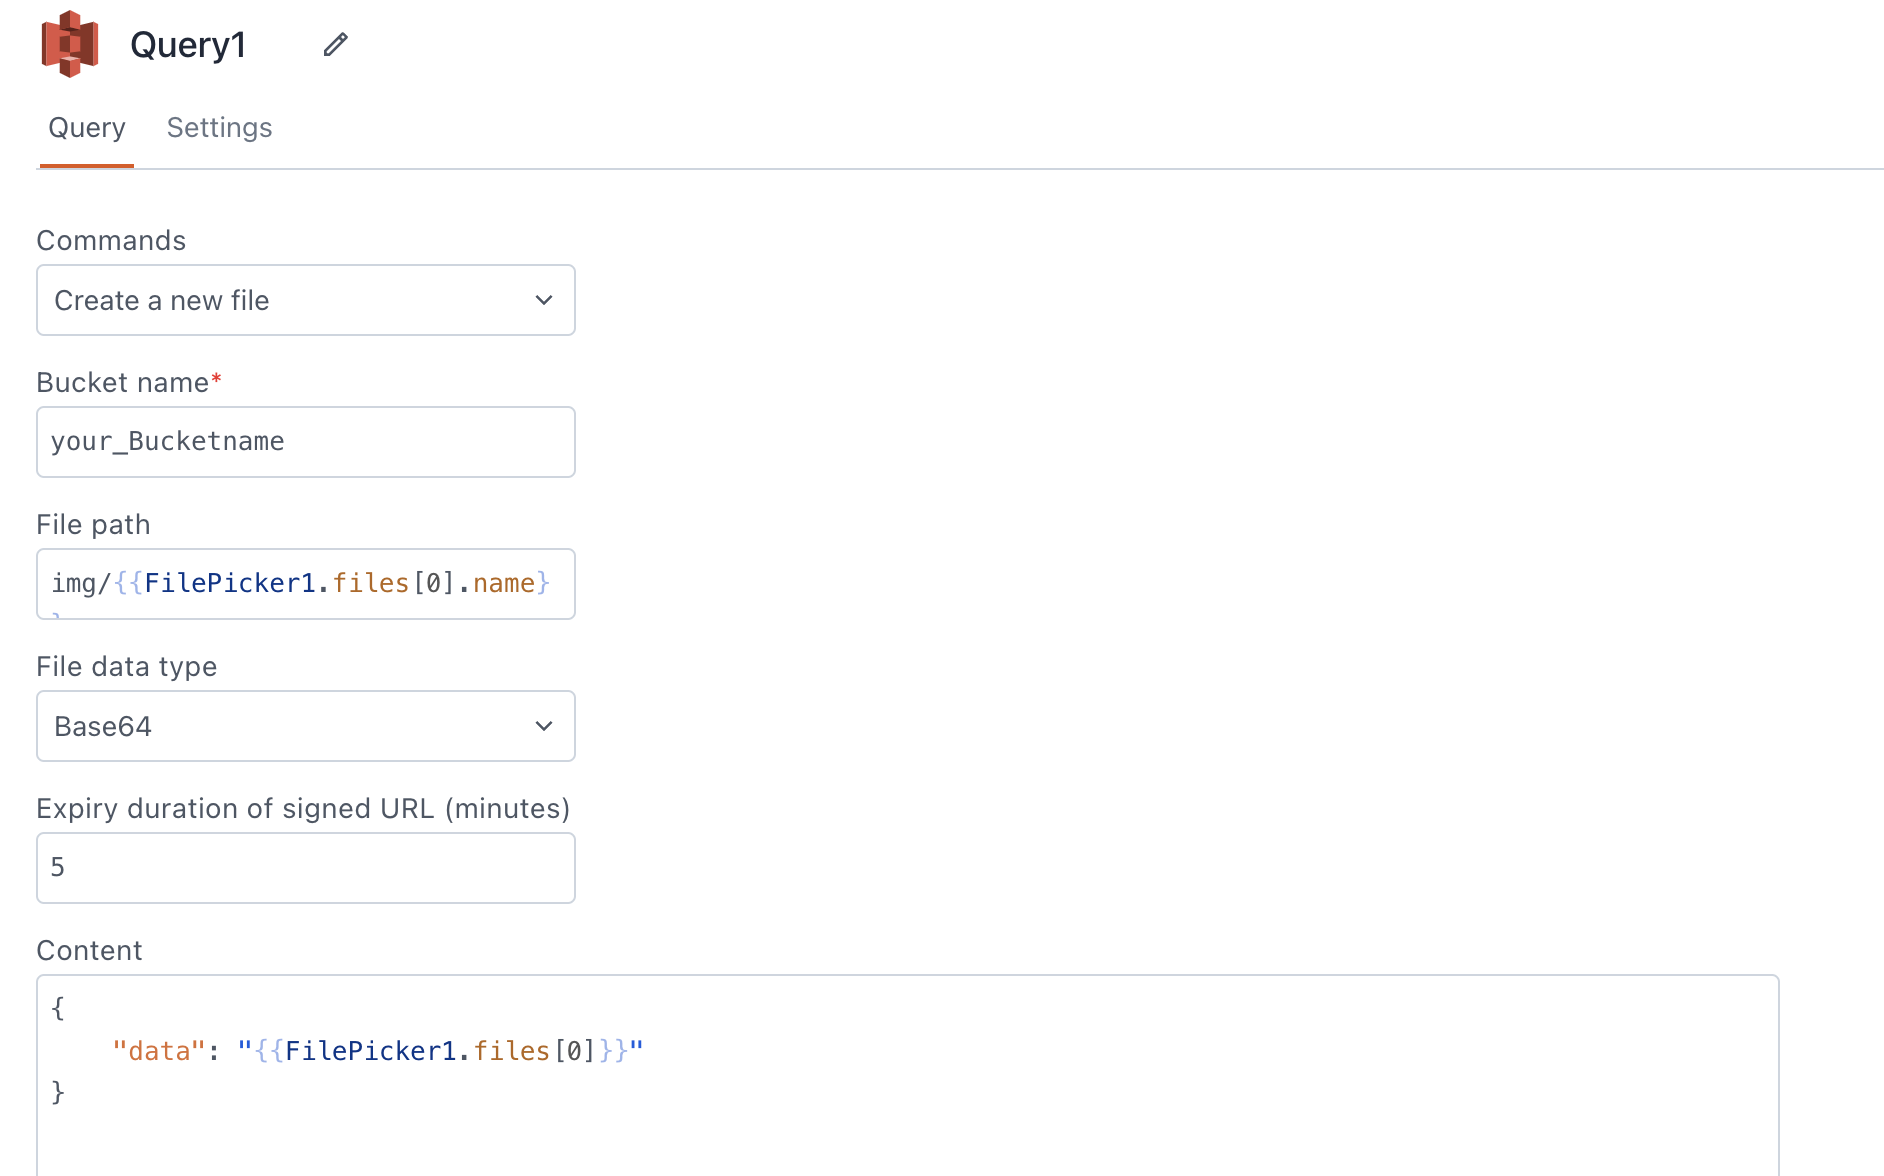 Query1
Query Settings
Commands
Create a new file
Bucket name*
your_Bucketname
File path
img/{{FilePicker1.files[0].name}
}
File data type
Base64
Expiry duration of signed URL (minutes)
5
Content
{
    "data": "{{FilePicker1.files[0]}}"
}